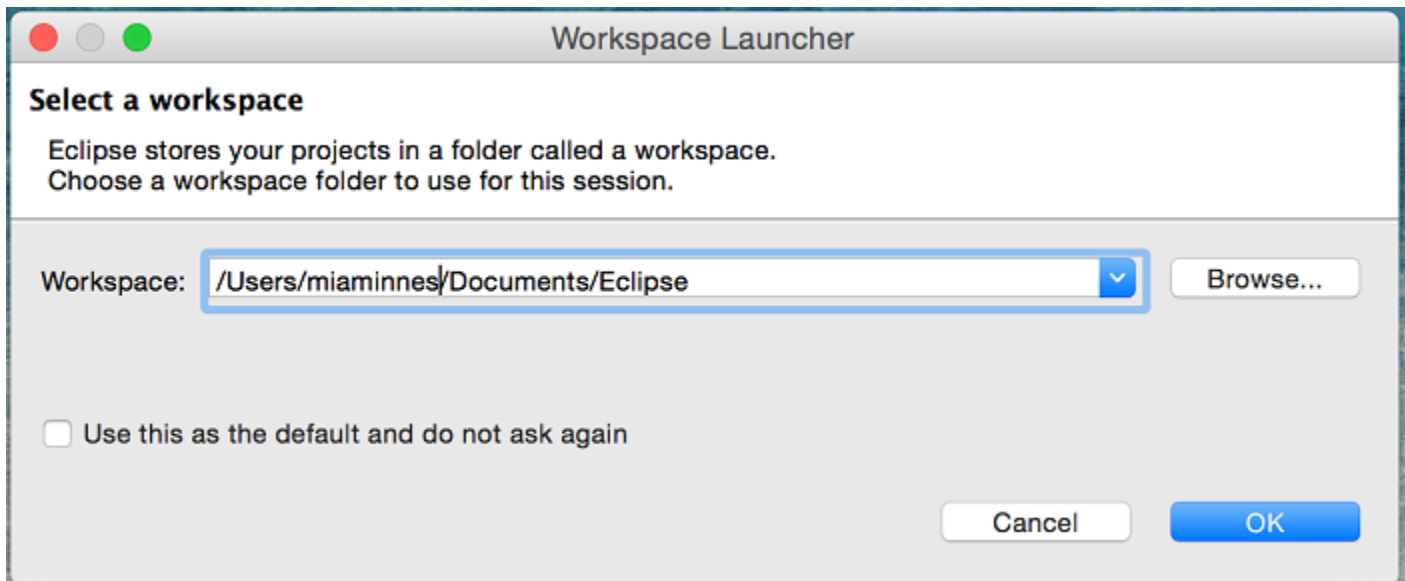 Workspace Launcher
Select a workspace
Eclipse stores your projects in a folder called a workspace.
Choose a workspace folder to use for this session.
Workspace: /Users/miaminnes/Documents/Eclipse Browse...
Use this as the default and do not ask again
Cancel OK